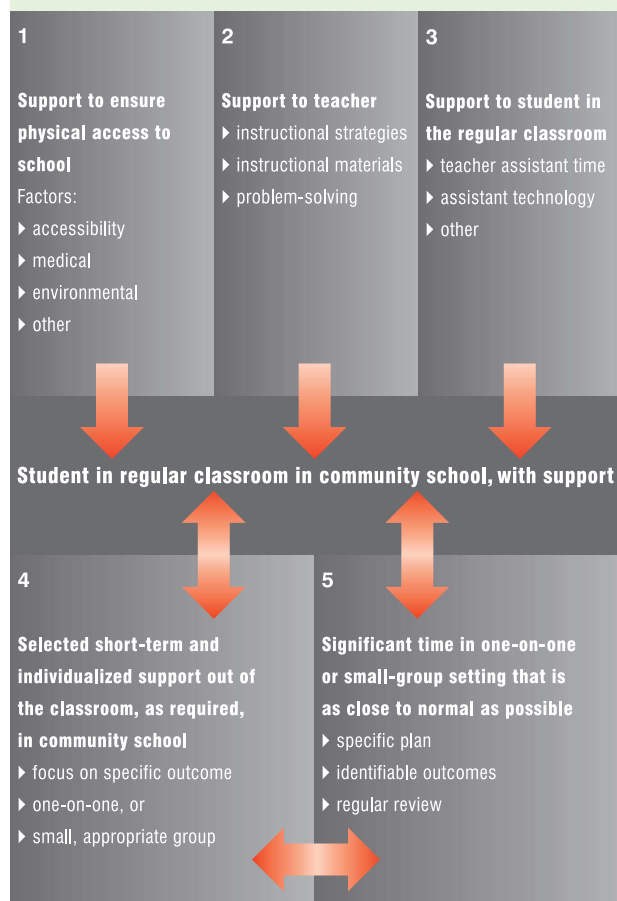 1
Support to ensure
physical access to
school
Factors:
▸ accessibility
▸ medical
▸ environmental
▸ other
2
Support to teacher
▸ instructional strategies
▸ instructional materials
▸ problem-solving
3
Support to student in
the regular classroom
▸ teacher assistant time
▸ assistant technology
▸ other
Student in regular classroom in community school, with support
4
Selected short-term and
individualized support out of
the classroom, as required,
in community school
▸ focus on specific outcome
▸ one-on-one, or
▸ small, appropriate group
5
Significant time in one-on-one
or small-group setting that is
as close to normal as possible
▸ specific plan
▸ identifiable outcomes
▸ regular review